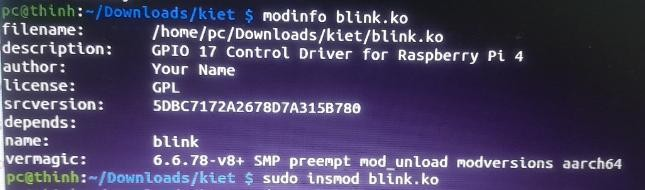 pc@thinh:~/Downloads/kiet $ modinfo blink.ko
filename: /home/pc/Downloads/kiet/blink.ko
description: GPIO 17 Control Driver for Raspberry Pi 4
author: Your Name
license: GPL
srcversion: 5DBC7172A2678D7A315B780
depends:
name: blink
vermagic: 6.6.78-v8+ SMP preempt mod_unload modversions aarch64
pc@thinh:~/Downloads/kiet $ sudo insmod blink.ko